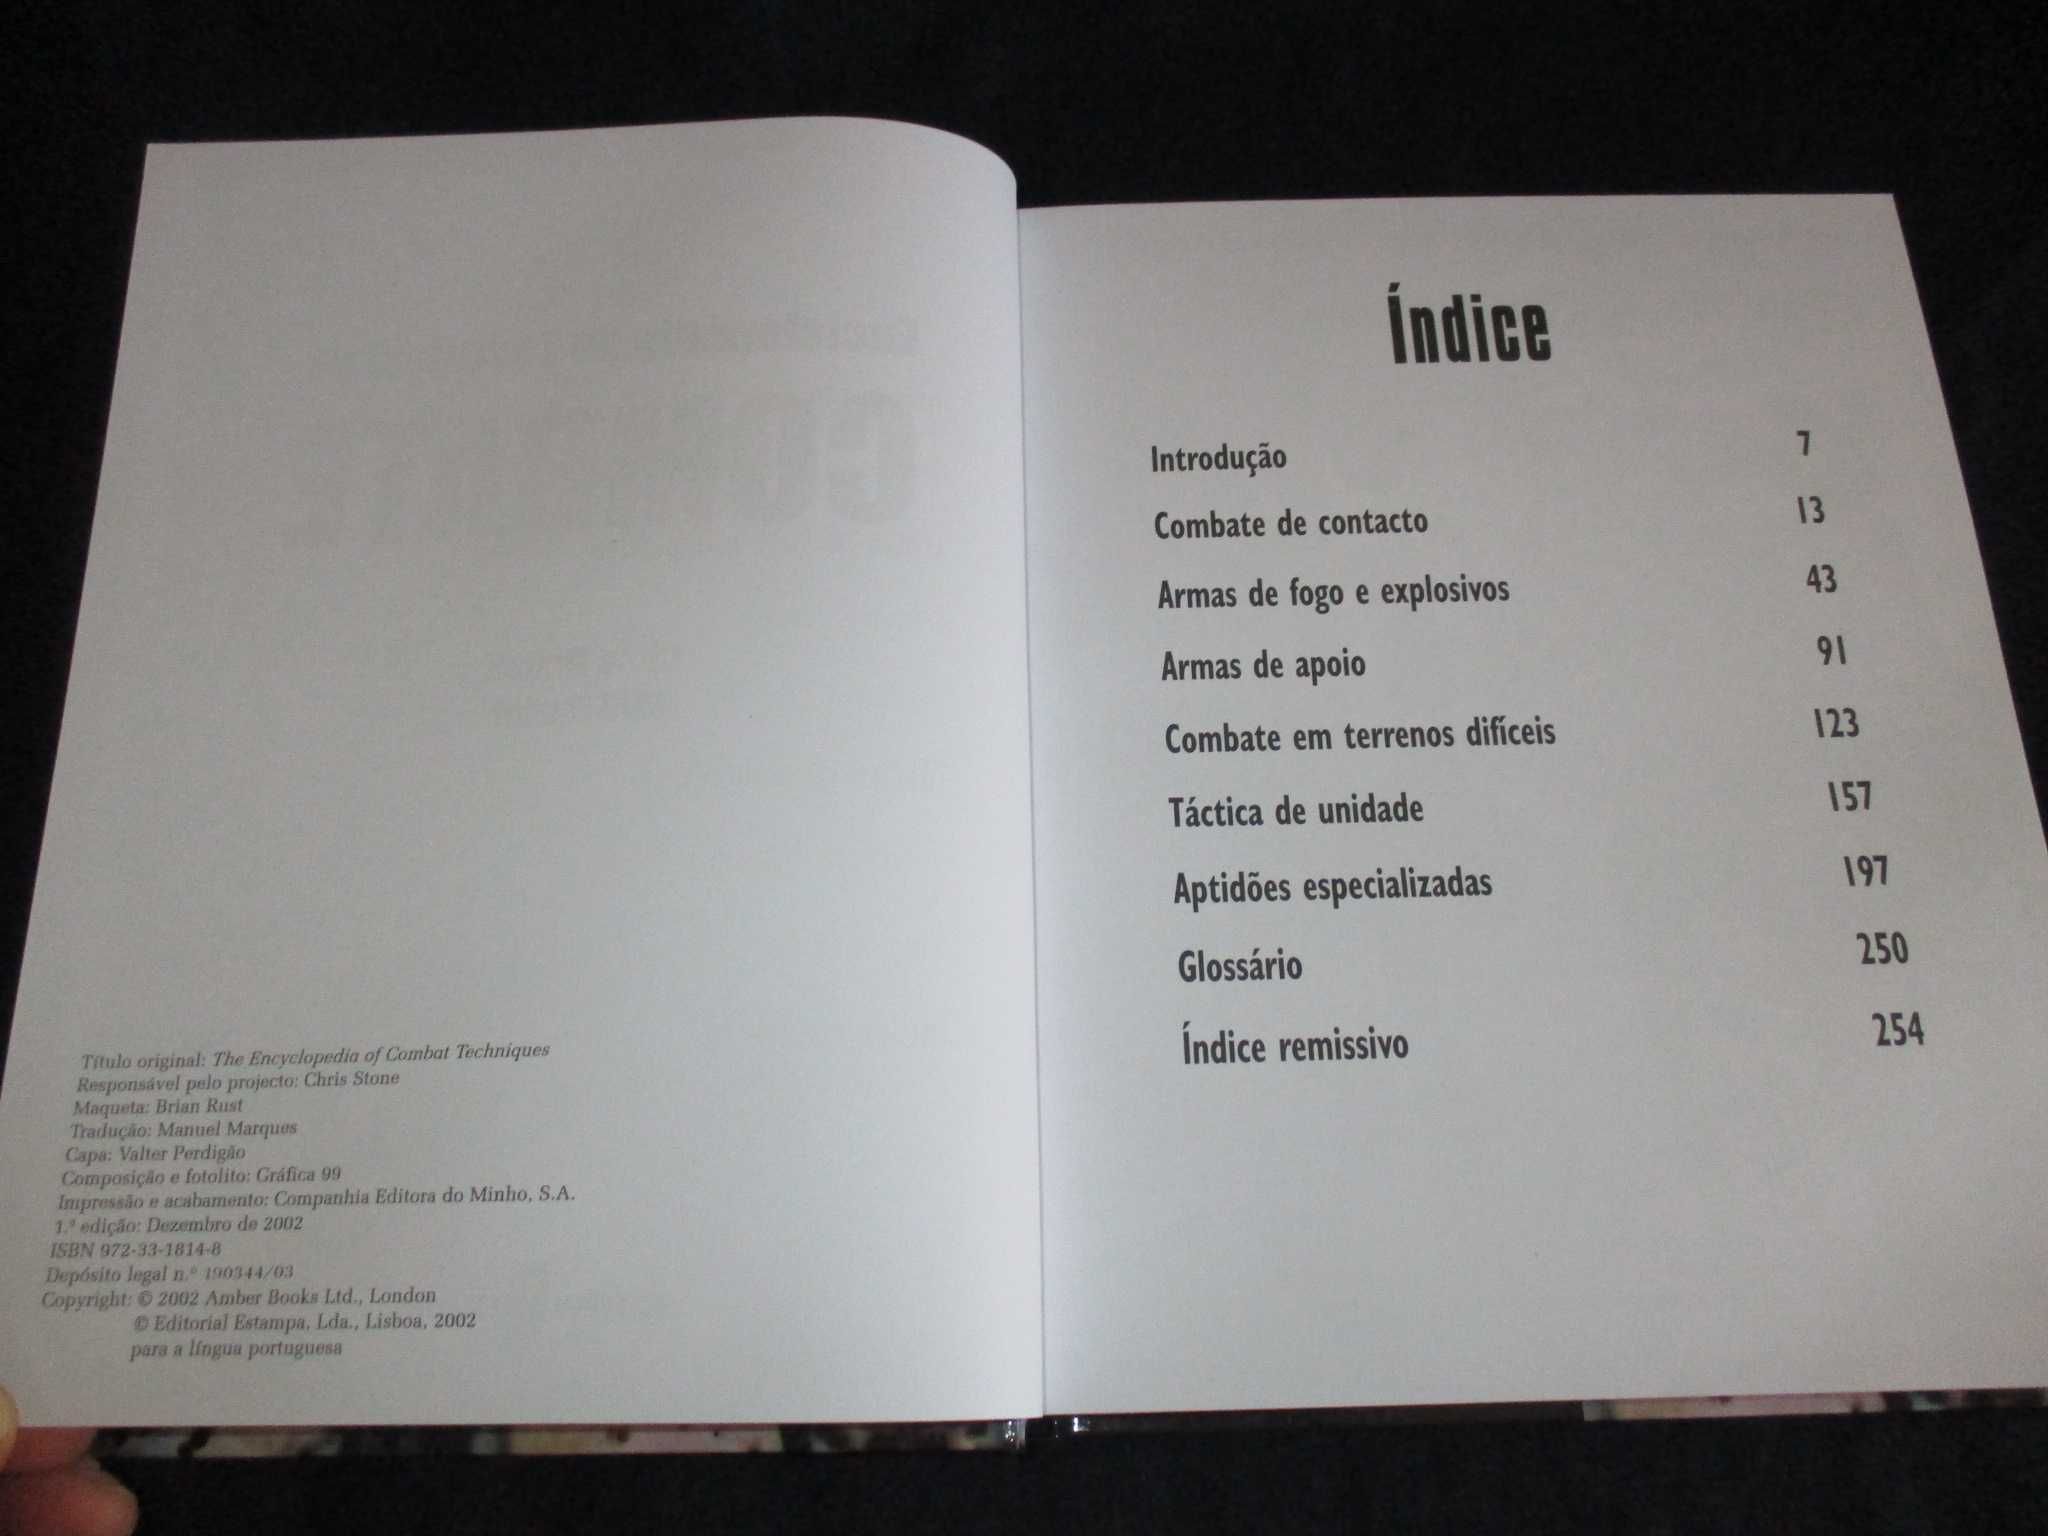 Título original: The Encyclopedia of Combat Techniques
Responsável pelo projecto: Chris Stone
Maqueta: Brian Rust
Tradução: Manuel Marques
Capa: Valter Perdigão
Composição e fotolito: Gráfica 99
Impressão e acabamento: Companhia Editora do Minho, S.A.
1.ª edição: Dezembro de 2002
ISBN 972-33-1814-8
Depósito legal n.º 190344/03
Copyright: © 2002 Amber Books Ltd., London
© Editorial Estampa, Lda., Lisboa, 2002
para a língua portuguesa
Índice
Introdução 7
Combate de contacto 13
Armas de fogo e explosivos 43
Armas de apoio 91
Combate em terrenos difíceis 123
Táctica de unidade 157
Aptidões especializadas 197
Glossário 250
Índice remissivo 254